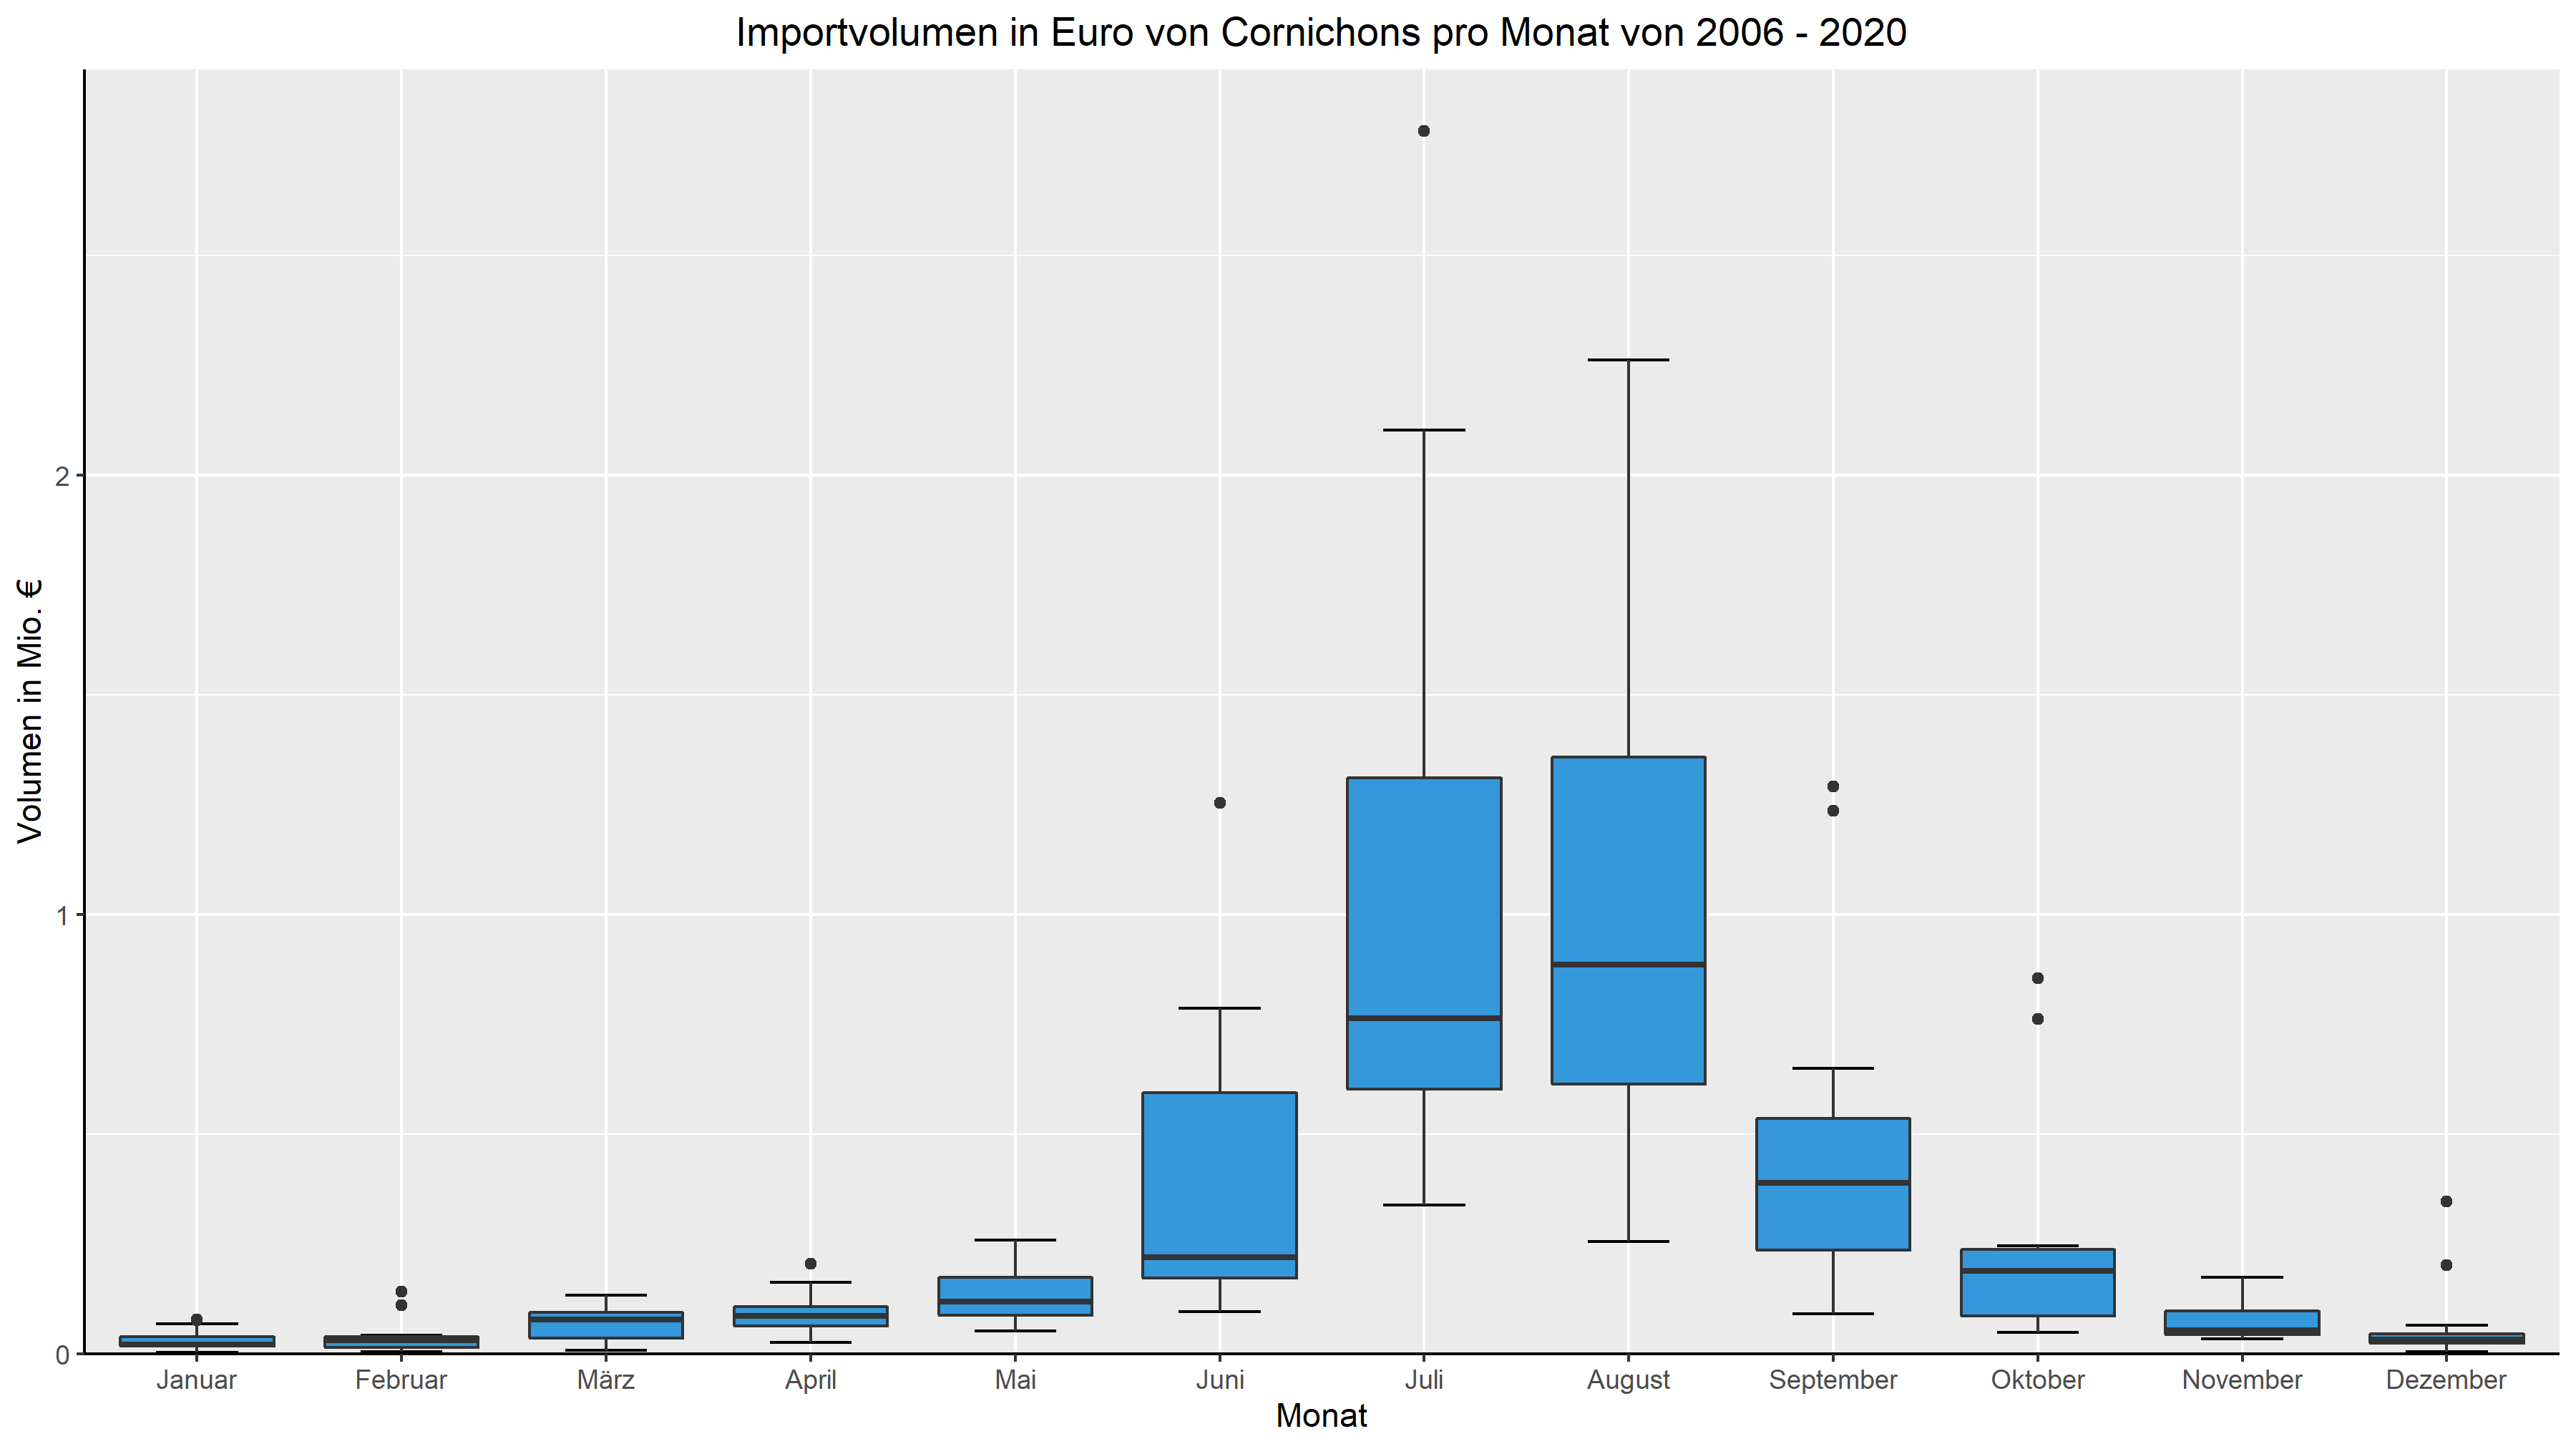 Importvolumen in Euro von Cornichons pro Monat von 2006 - 2020
Volumen in Mio. €
2
1
0
Januar Februar März April Mai Juni Juli August September Oktober November Dezember
Monat